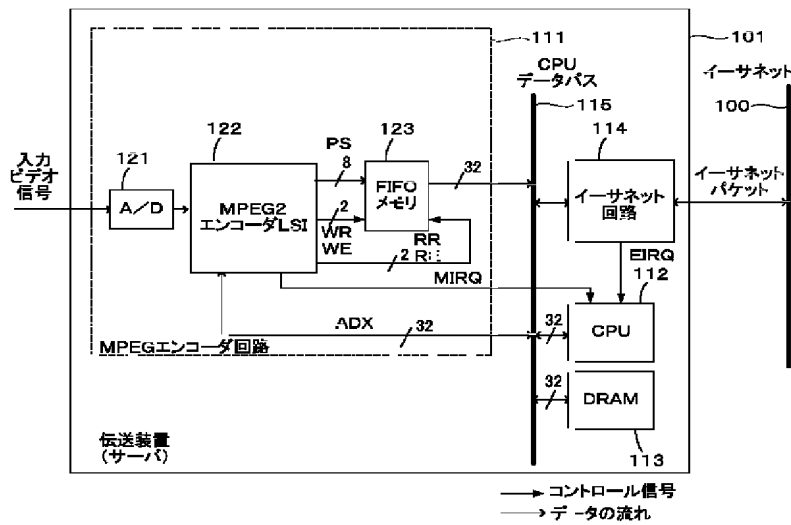 111
101
CPU
データバス
イーサネット
115
100
114
122
123
入力
ビデオ
信号
121
PS
8
32
A/D
MPEG2
エンコーダLSI
FIFO
メモリ
イーサネット
回路
イーサネット
パケット
2
WR
WE
2
RR
MIRQ
EIRQ
112
ADX
32
32
CPU
MPEGエンコーダ回路
32
DRAM
伝送装置
(サーバ)
113
コントロール信号
データの流れ